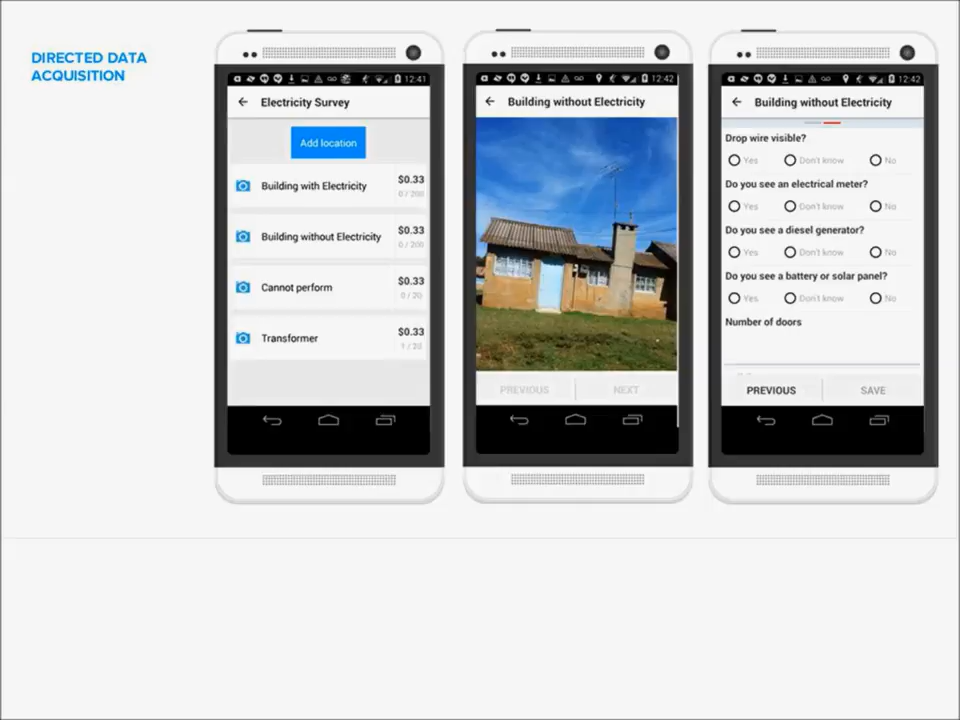 DIRECTED DATA
ACQUISITION
12:41
Electricity Survey
Add location
Building with Electricity
$0.33
0 / 200
Building without Electricity
$0.33
0 / 200
Cannot perform
$0.33
0 / 20
Transformer
$0.33
1 / 20
12:42
Building without Electricity
PREVIOUS
NEXT
12:42
Building without Electricity
Drop wire visible?
Yes Don't know No
Do you see an electrical meter?
Yes Don't know No
Do you see a diesel generator?
Yes Don't know No
Do you see a battery or solar panel?
Yes Don't know No
Number of doors
PREVIOUS
SAVE